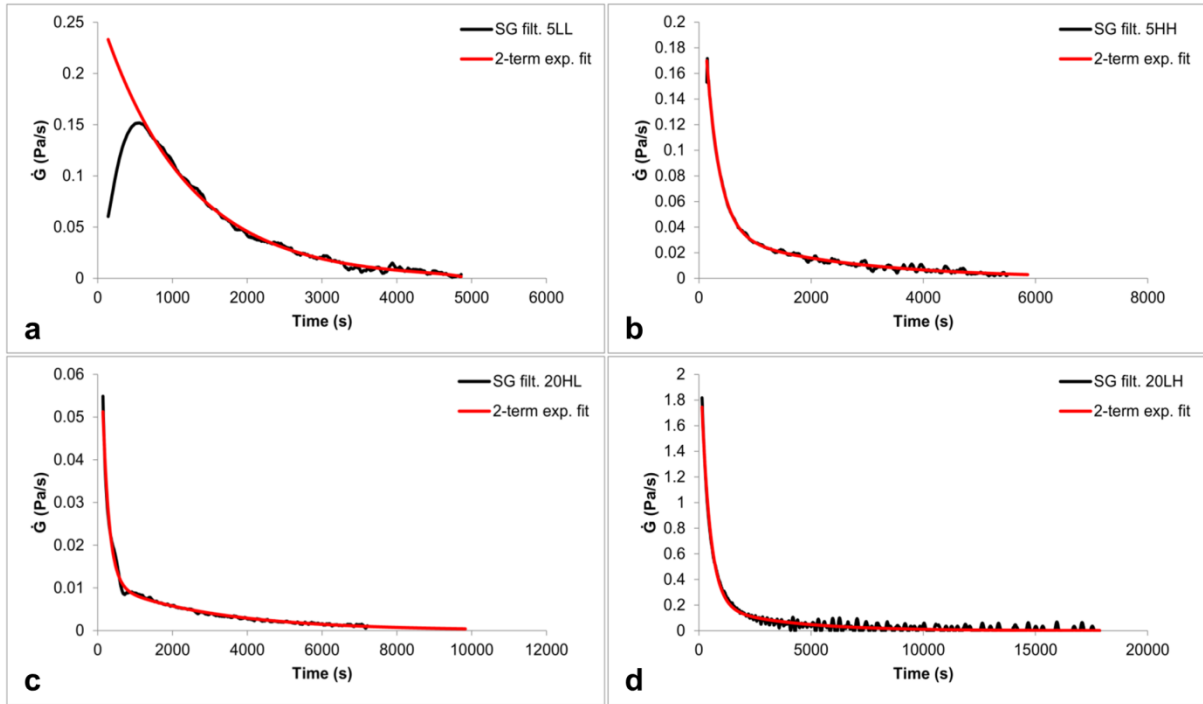 0.25
0.2
0.15
0.1
0.05
0
Ġ (Pa/s)
0 1000 2000 3000 4000 5000 6000
Time (s)
SG filt. 5LL
2-term exp. fit
a
0.2
0.18
0.16
0.14
0.12
0.1
0.08
0.06
0.04
0.02
0
Ġ (Pa/s)
0 2000 4000 6000 8000
Time (s)
SG filt. 5HH
2-term exp. fit
b
0.06
0.05
0.04
0.03
0.02
0.01
0
Ġ (Pa/s)
0 2000 4000 6000 8000 10000 12000
Time (s)
SG filt. 20HL
2-term exp. fit
c
2
1.8
1.6
1.4
1.2
1
0.8
0.6
0.4
0.2
0
Ġ (Pa/s)
0 5000 10000 15000 20000
Time (s)
SG filt. 20LH
2-term exp. fit
d